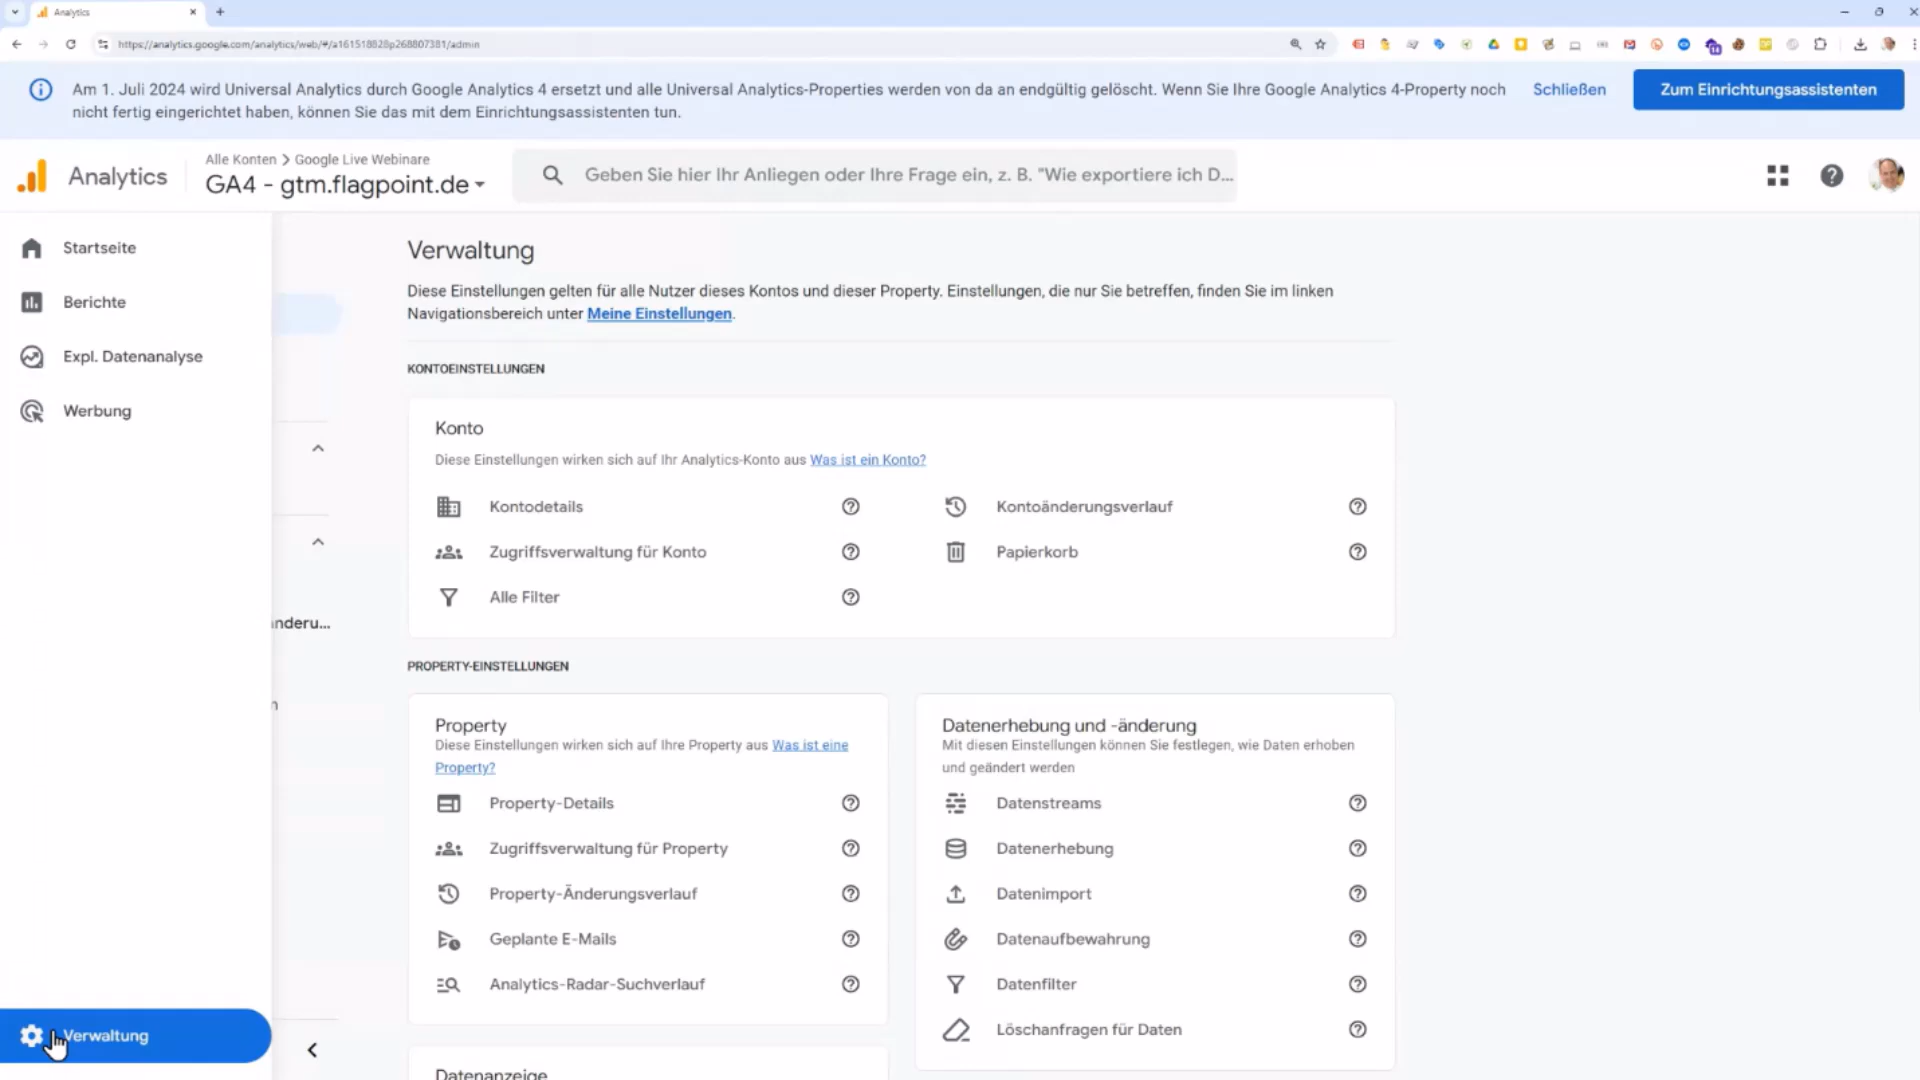 Analytics
https://analytics.google.com/analytics/web/#/a161518828p268807381/admin
Am 1. Juli 2024 wird Universal Analytics durch Google Analytics 4 ersetzt und alle Universal Analytics-Properties werden von da an endgültig gelöscht. Wenn Sie Ihre Google Analytics 4-Property noch
nicht fertig eingerichtet haben, können Sie das mit dem Einrichtungsassistenten tun.
Schließen
Zum Einrichtungsassistenten
Analytics
Alle Konten > Google Live Webinare
GA4 - gtm.flagpoint.de
Geben Sie hier Ihr Anliegen oder Ihre Frage ein, z. B. "Wie exportiere ich D...
Startseite
Berichte
Expl. Datenanalyse
Werbung
nderu...
n
Verwaltung
Verwaltung
Diese Einstellungen gelten für alle Nutzer dieses Kontos und dieser Property. Einstellungen, die nur Sie betreffen, finden Sie im linken
Navigationsbereich unter Meine Einstellungen.
KONTOEINSTELLUNGEN
Konto
Diese Einstellungen wirken sich auf Ihr Analytics-Konto aus Was ist ein Konto?
Kontodetails
Kontoänderungsverlauf
Zugriffsverwaltung für Konto
Papierkorb
Alle Filter
PROPERTY-EINSTELLUNGEN
Property
Diese Einstellungen wirken sich auf Ihre Property aus Was ist eine
Property?
Property-Details
Zugriffsverwaltung für Property
Property-Änderungsverlauf
Geplante E-Mails
Analytics-Radar-Suchverlauf
Datenerhebung und -änderung
Mit diesen Einstellungen können Sie festlegen, wie Daten erhoben
und geändert werden
Datenstreams
Datenerhebung
Datenimport
Datenaufbewahrung
Datenfilter
Löschanfragen für Daten
Datenanzeige